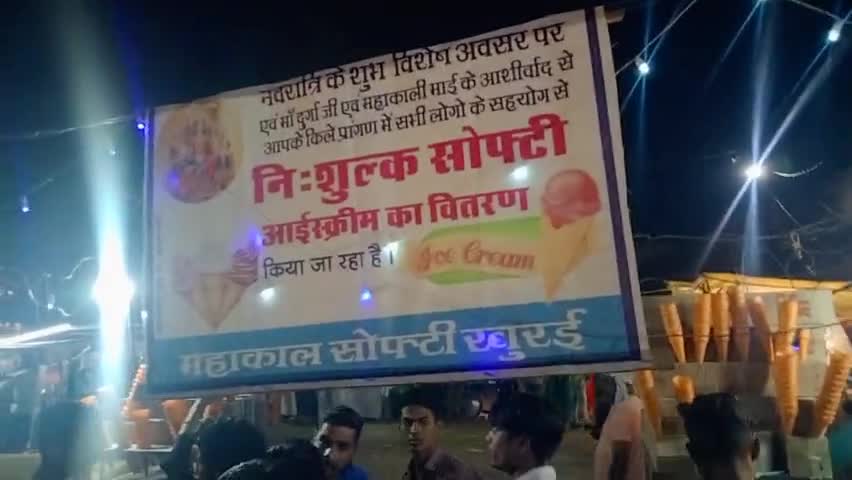 नवरात्रि के शुभ विशेष अवसर पर
एवं माँ दुर्गा जी एवं महाकाली माई के आशीर्वाद से
आपके किले प्रांगण में सभी लोगो के सहयोग से
निःशुल्क सोफ्टी
आईस्क्रीम का वितरण
किया जा रहा है।
Ice Cream
महाकाल सोफ्टी खुरई